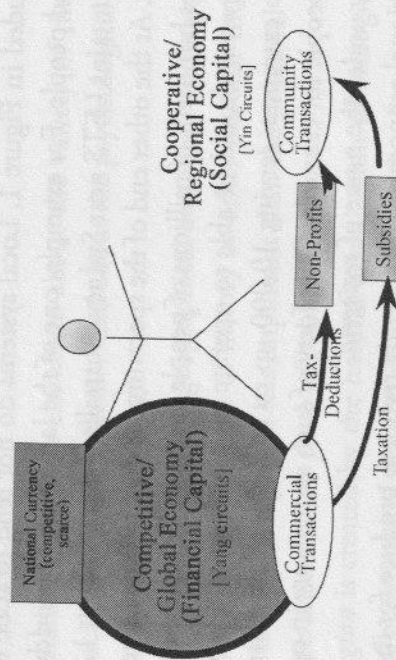 National Currency
(competitive,
scarce)
Competitive/
Global Economy
(Financial Capital)
[Yang circuits]
Commercial
Transactions
Tax-
Deductions
Taxation
Non-Profits
Subsidies
Cooperative/
Regional Economy
(Social Capital)
[Yin Circuits]
Community
Transactions